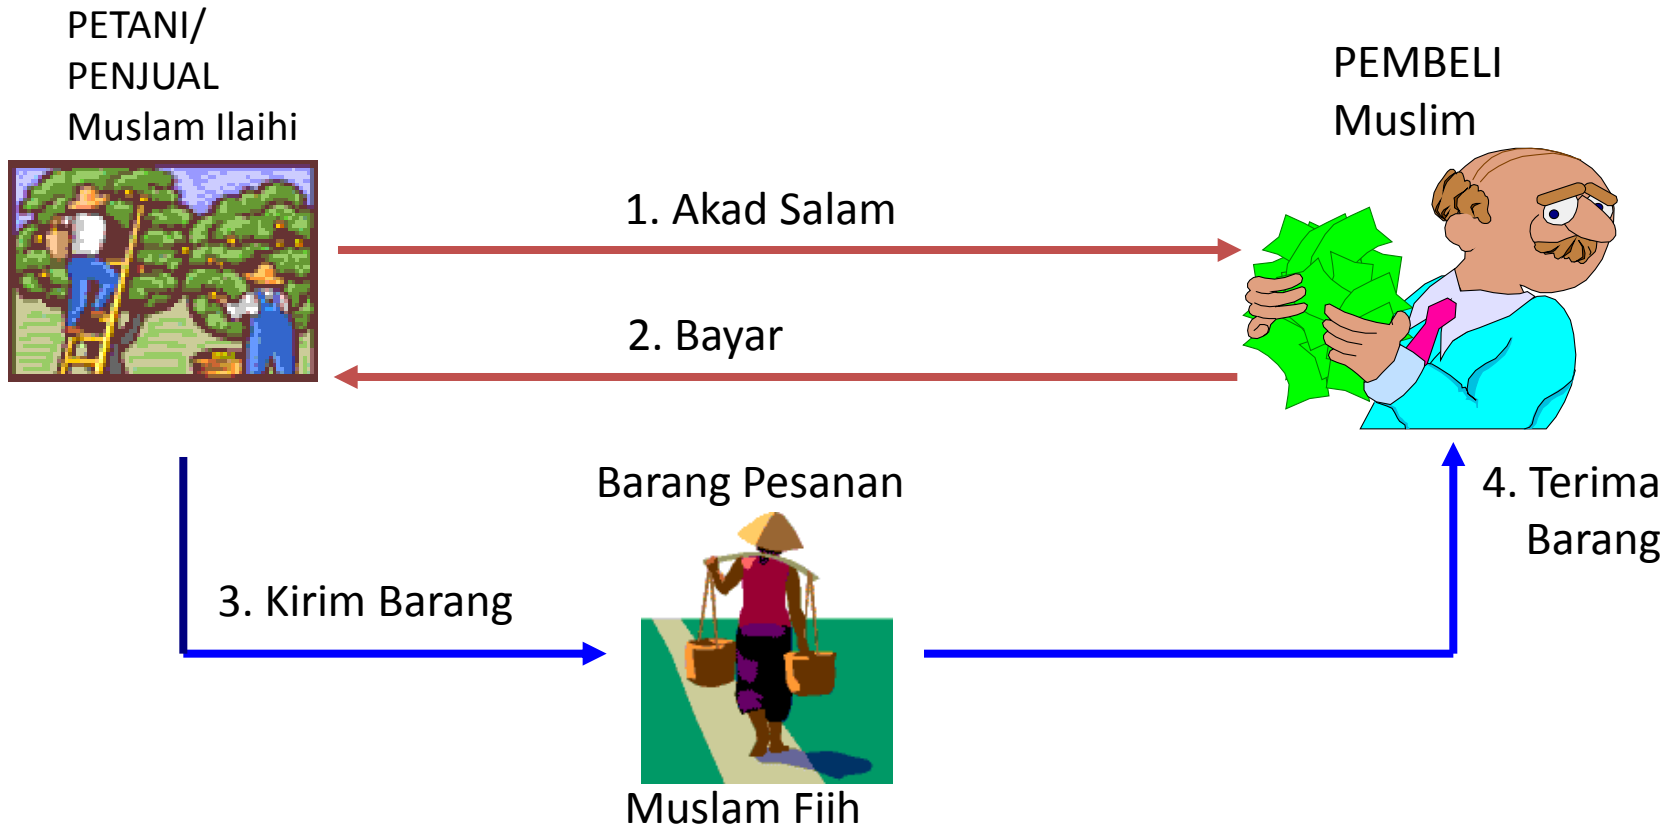 PETANI/
PENJUAL
Muslam Ilaihi
PEMBELI
Muslim
1. Akad Salam
2. Bayar
Barang Pesanan
4. Terima
Barang
3. Kirim Barang
Muslam Fiih